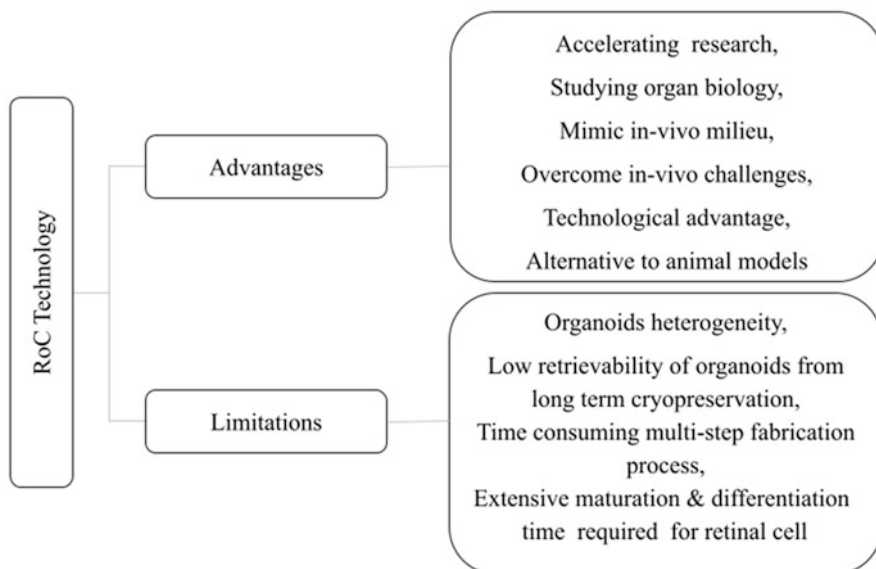 RoC Technology
Advantages
Accelerating research,
Studying organ biology,
Mimic in-vivo milieu,
Overcome in-vivo challenges,
Technological advantage,
Alternative to animal models
Limitations
Organoids heterogeneity,
Low retrievability of organoids from
long term cryopreservation,
Time consuming multi-step fabrication
process,
Extensive maturation & differentiation
time required for retinal cell